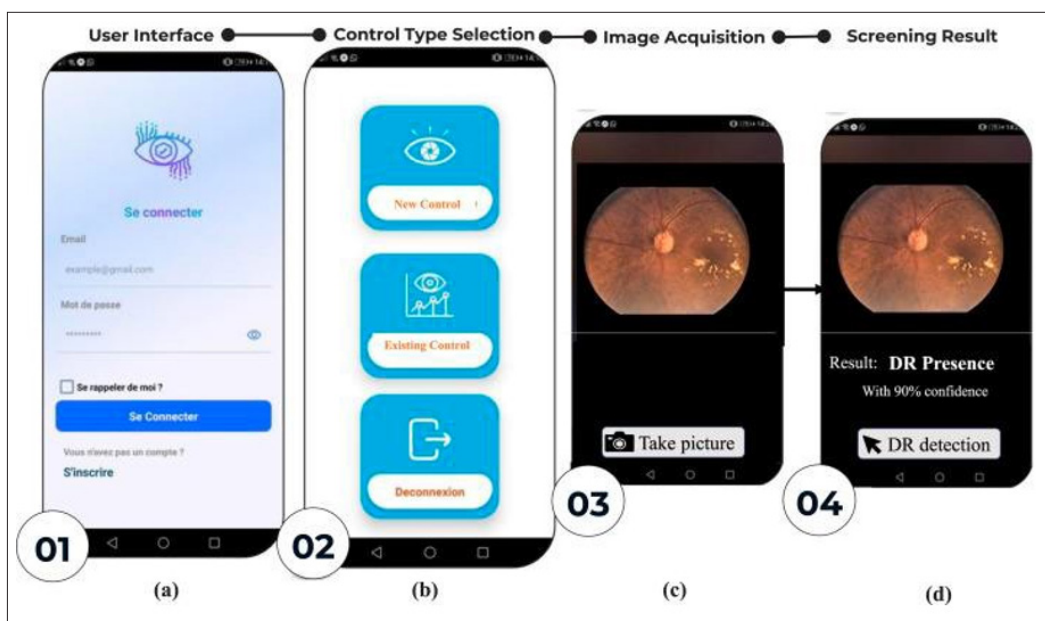 User Interface
Control Type Selection
Image Acquisition
Screening Result
Se connecter
Email
example@gmail.com
Mot de passe
*********
Se rappeler de moi ?
Se Connecter
Vous n'avez pas un compte ?
S'inscrire
01
(a)
New Control
Existing Control
Deconnexion
02
(b)
Take picture
03
(c)
Result: DR Presence
With 90% confidence
DR detection
04
(d)